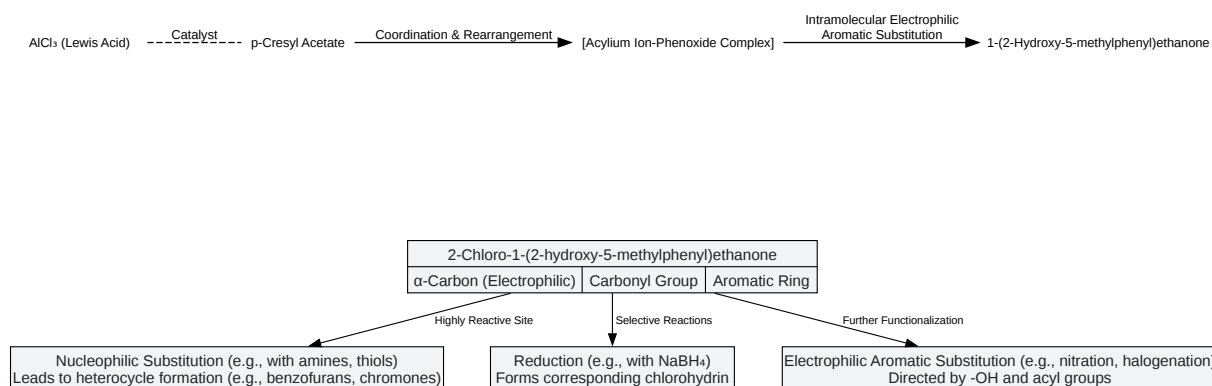 AlCl₃ (Lewis Acid)
Catalyst
p-Cresyl Acetate
Coordination & Rearrangement
[Acylium Ion-Phenoxide Complex]
Intramolecular Electrophilic
Aromatic Substitution
1-(2-Hydroxy-5-methylphenyl)ethanone
2-Chloro-1-(2-hydroxy-5-methylphenyl)ethanone
α-Carbon (Electrophilic)
Carbonyl Group
Aromatic Ring
Highly Reactive Site
Selective Reactions
Further Functionalization
Nucleophilic Substitution (e.g., with amines, thiols)
Leads to heterocycle formation (e.g., benzofurans, chromones)
Reduction (e.g., with NaBH₄)
Forms corresponding chlorohydrin
Electrophilic Aromatic Substitution (e.g., nitration, halogenation)
Directed by -OH and acyl groups